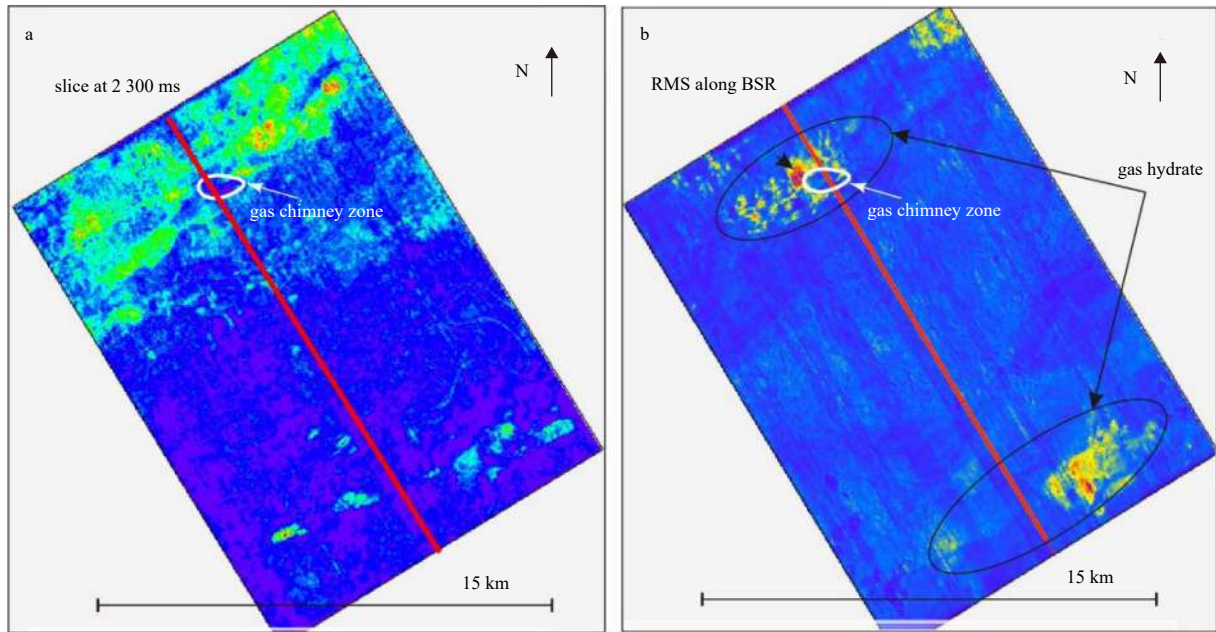 a
N
slice at 2 300 ms
gas chimney zone
15 km
b
N
RMS along BSR
gas hydrate
gas chimney zone
15 km